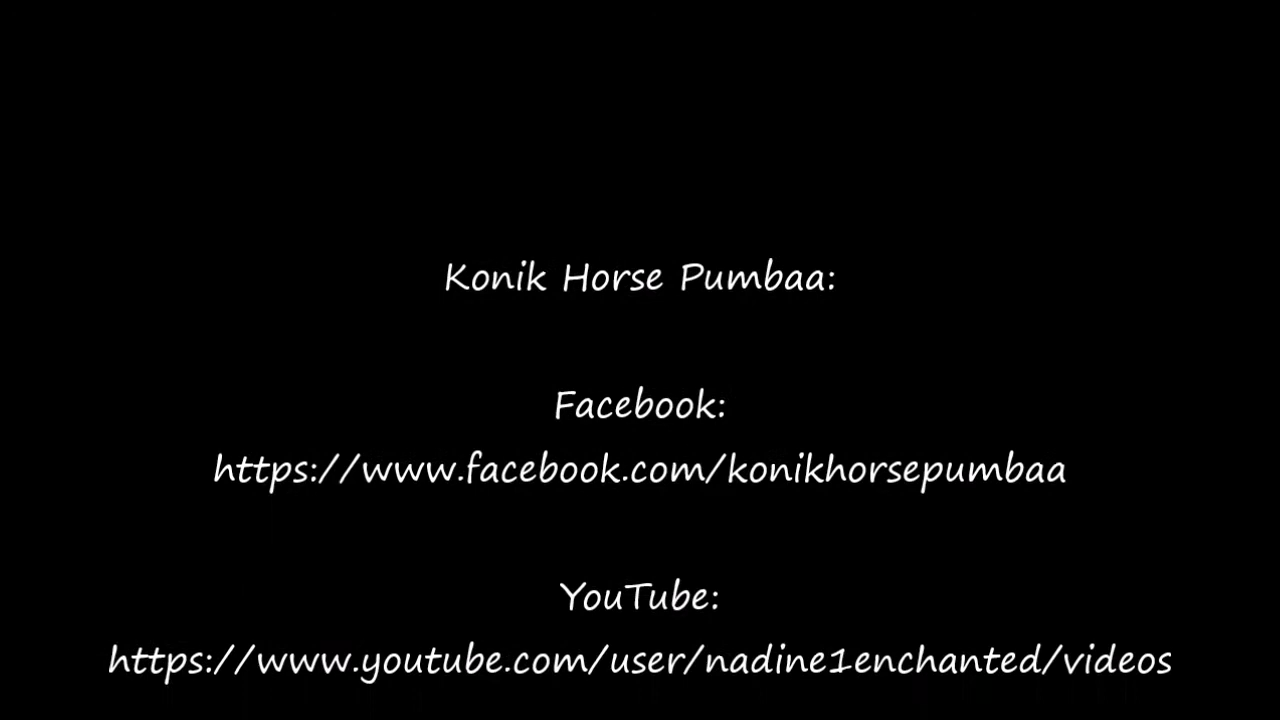 Konik Horse Pumbaa:
Facebook:
https://www.facebook.com/konikhorsepumbaa
YouTube:
https://www.youtube.com/user/nadine1enchanted/videos